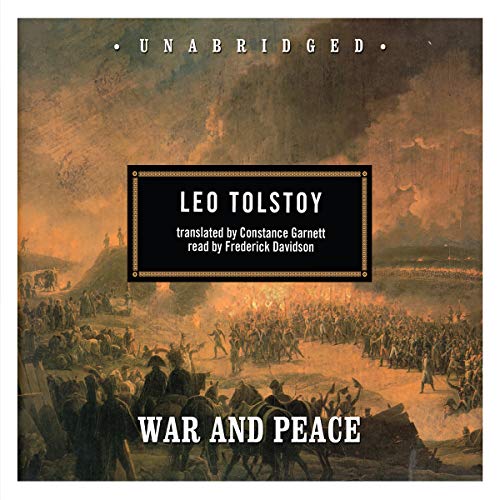 · UNABRIDGED ·
LEO TOLSTOY
translated by Constance Garnett
read by Frederick Davidson
WAR AND PEACE